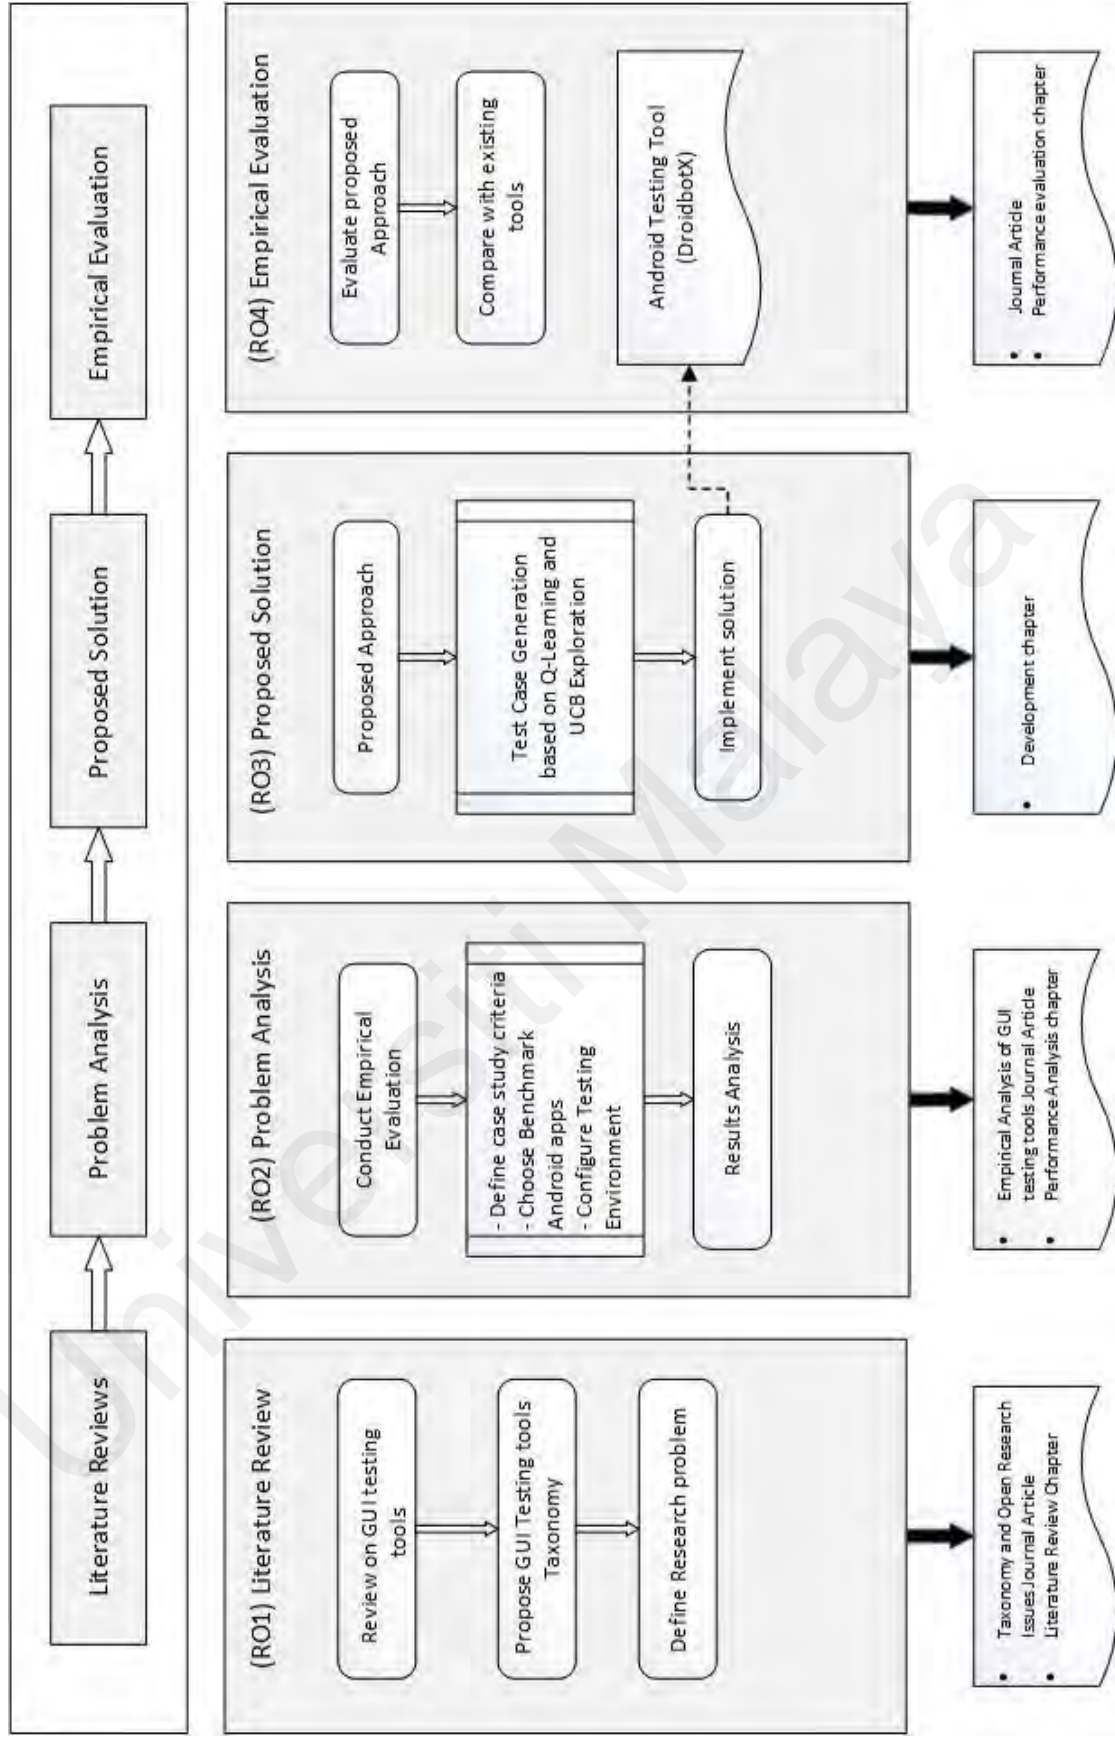 Literature Reviews
Problem Analysis
Proposed Solution
Empirical Evaluation
(RO1) Literature Review
Review on GUI testing
tools
Propose GUI Testing tools
Taxonomy
Define Research problem
• Taxonomy and Open Research
Issues Journal Article
• Literature Review Chapter
(RO2) Problem Analysis
Conduct Empirical
Evaluation
- Define case study criteria
- Choose Benchmark
Android apps
- Configure Testing
Environment
Results Analysis
• Empirical Analysis of GUI
testing tools Journal Article
• Performance Analysis chapter
(RO3) Proposed Solution
Proposed Approach
Test Case Generation
based on Q-Learning and
UCB Exploration
Implement solution
• Development chapter
(RO4) Empirical Evaluation
Evaluate proposed
Approach
Compare with existing
tools
Android Testing Tool
(DroidbotX)
• Journal Article
• Performance evaluation chapter
Universiti Malaya